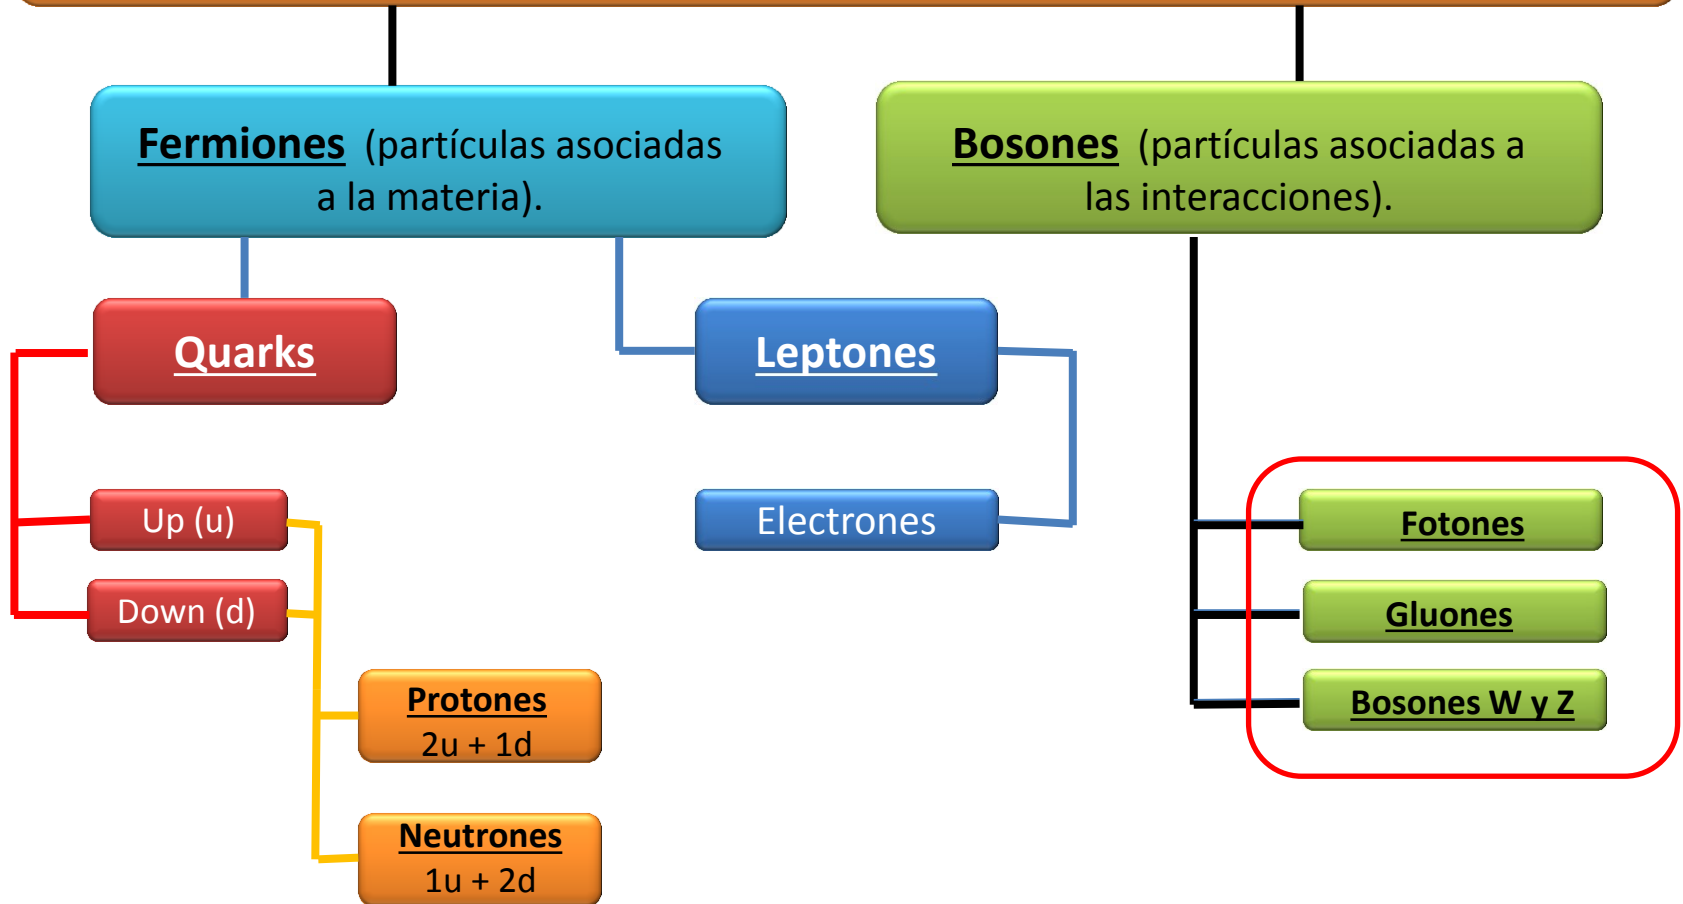 Fermiones (partículas asociadas
a la materia).
Bosones (partículas asociadas a
las interacciones).
Quarks
Leptones
Up (u)
Down (d)
Electrones
Protones
2u + 1d
Neutrones
1u + 2d
Fotones
Gluones
Bosones W y Z